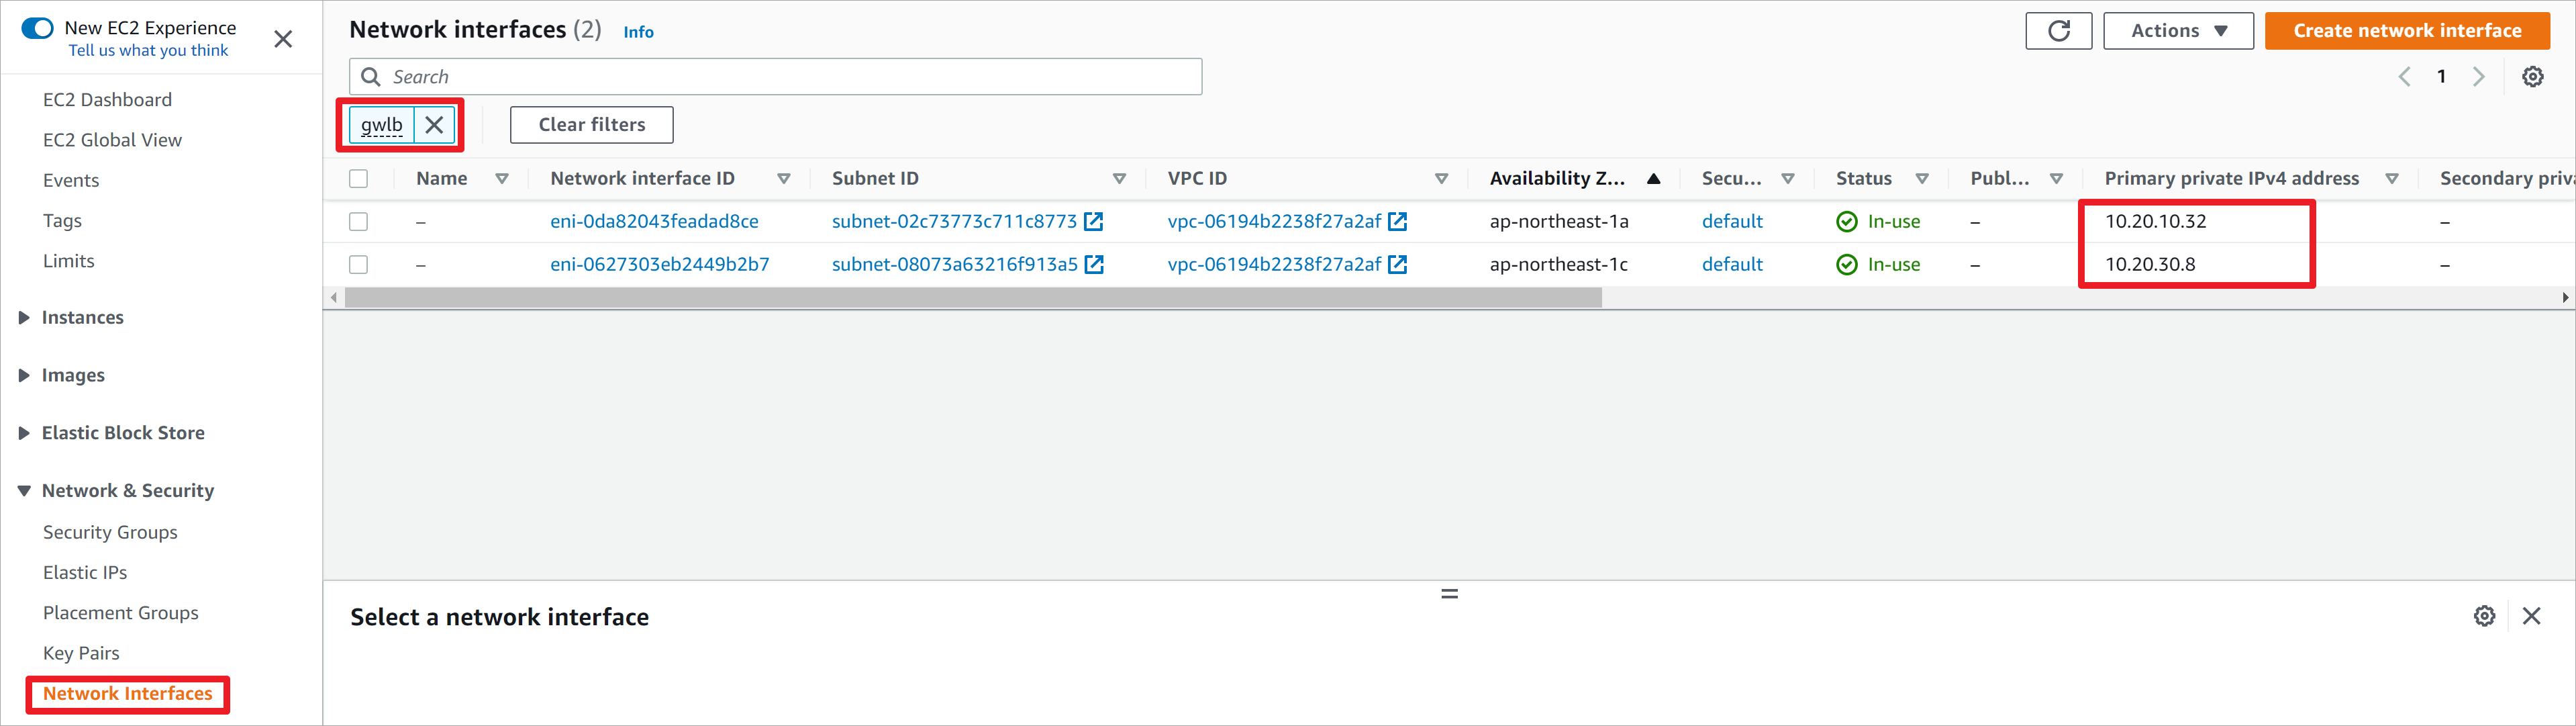 New EC2 Experience
Tell us what you think
EC2 Dashboard
EC2 Global View
Events
Tags
Limits
Instances
Images
Elastic Block Store
Network & Security
Security Groups
Elastic IPs
Placement Groups
Key Pairs
Network Interfaces
Network interfaces (2) Info
Actions
Create network interface
Search
1
gwlb
Clear filters
Name Network interface ID Subnet ID VPC ID Availability Z... Secu... Status Publ... Primary private IPv4 address Secondary priva
– eni-0da82043feadad8ce subnet-02c73773c711c8773 vpc-06194b2238f27a2af ap-northeast-1a default In-use – 10.20.10.32 –
– eni-0627303eb2449b2b7 subnet-08073a63216f913a5 vpc-06194b2238f27a2af ap-northeast-1c default In-use – 10.20.30.8 –
Select a network interface